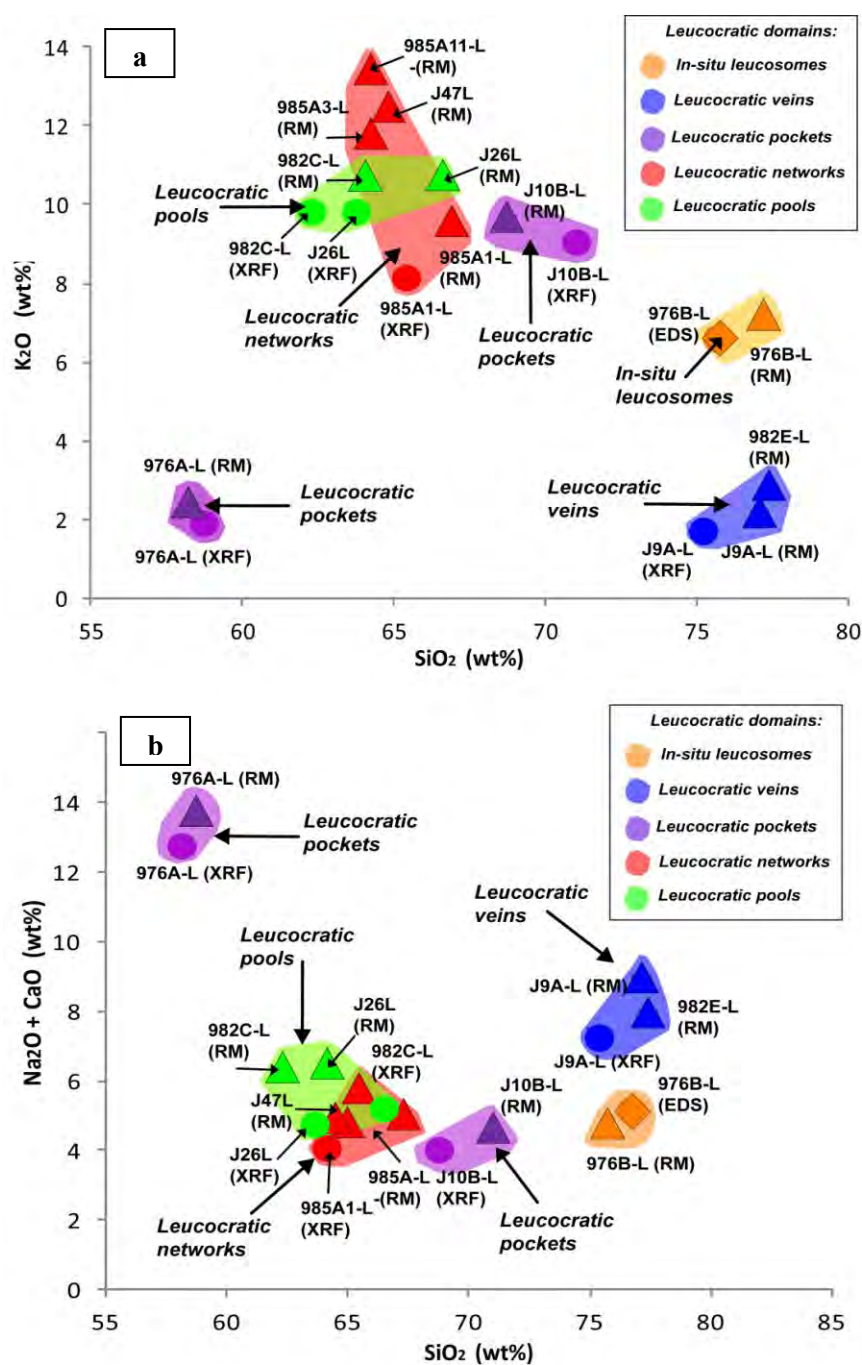 a
Leucocratic domains:
In-situ leucosomes
Leucocratic veins
Leucocratic pockets
Leucocratic networks
Leucocratic pools
K2O (wt%)
14
12
10
8
6
4
2
0
985A11-L
-(RM)
J47L
(RM)
985A3-L
(RM)
982C-L
(RM)
J26L
(RM)
Leucocratic
pools
J10B-L
(RM)
982C-L
(XRF)
J26L
(XRF)
985A1-L
(RM)
J10B-L
(XRF)
Leucocratic
networks
985A1-L
(XRF)
Leucocratic
pockets
976B-L
(EDS)
976B-L
(RM)
In-situ
leucosomes
976A-L (RM)
Leucocratic
pockets
976A-L (XRF)
982E-L
(RM)
Leucocratic
veins
J9A-L
(XRF)
J9A-L (RM)
55
60
65
70
75
80
SiO2 (wt%)
b
Leucocratic domains:
In-situ leucosomes
Leucocratic veins
Leucocratic pockets
Leucocratic networks
Leucocratic pools
Na2O + CaO (wt%)
16
14
12
10
8
6
4
2
0
976A-L (RM)
Leucocratic
pockets
976A-L (XRF)
Leucocratic
veins
Leucocratic
pools
J9A-L (RM)
982E-L
(RM)
J9A-L (XRF)
982C-L
(RM)
J26L
(RM)
982C-L
(XRF)
J47L
(RM)
J10B-L
(RM)
976B-L
(EDS)
976B-L (RM)
J26L
(XRF)
985A-L
-(RM)
J10B-L
(XRF)
985A1-L
(XRF)
Leucocratic
networks
Leucocratic
pockets
55
60
65
70
75
80
85
SiO2 (wt%)